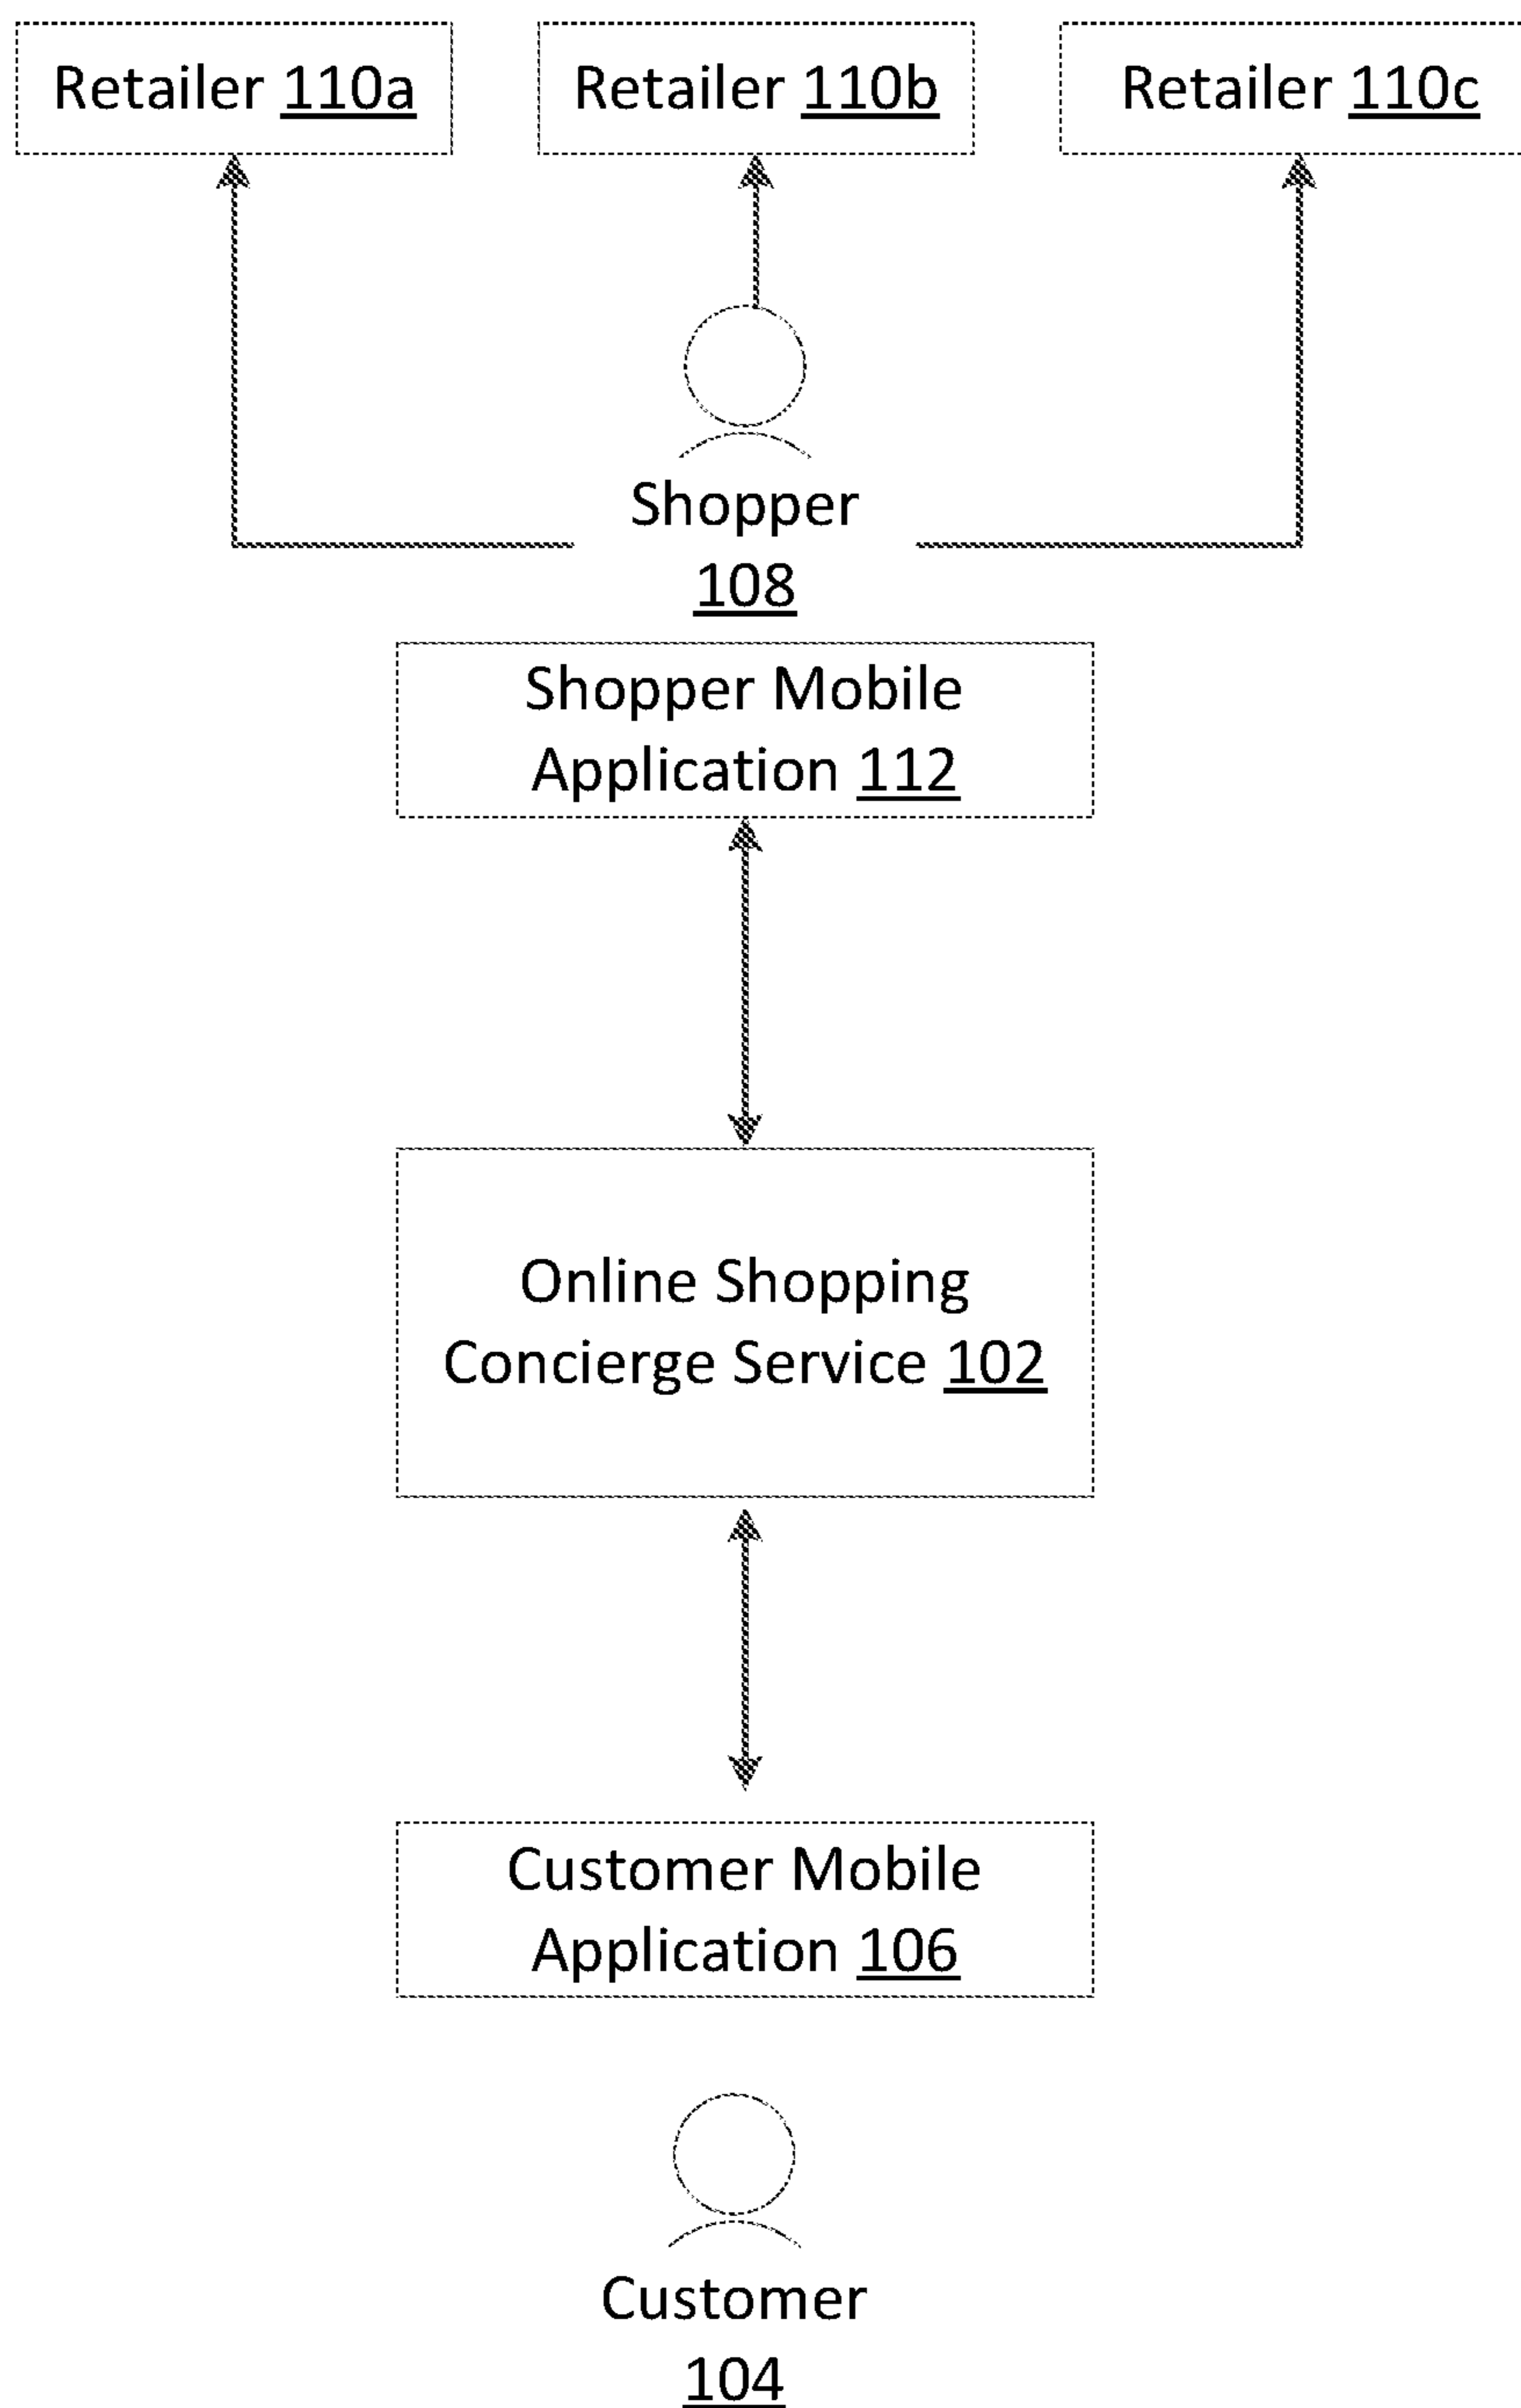 Retailer 110a
Retailer 110b
Retailer 110c
Shopper
108
Shopper Mobile
Application 112
Online Shopping
Concierge Service 102
Customer Mobile
Application 106
Customer
104